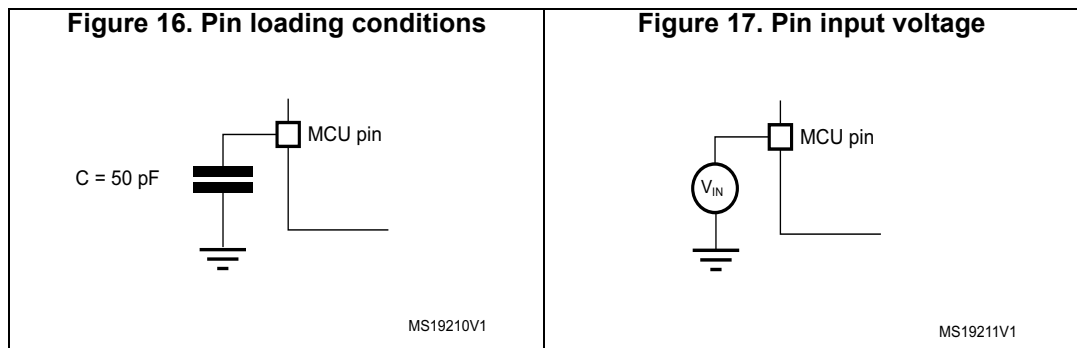 Figure 16. Pin loading conditions
MCU pin
C = 50 pF
MS19210V1
Figure 17. Pin input voltage
MCU pin
VIN
MS19211V1